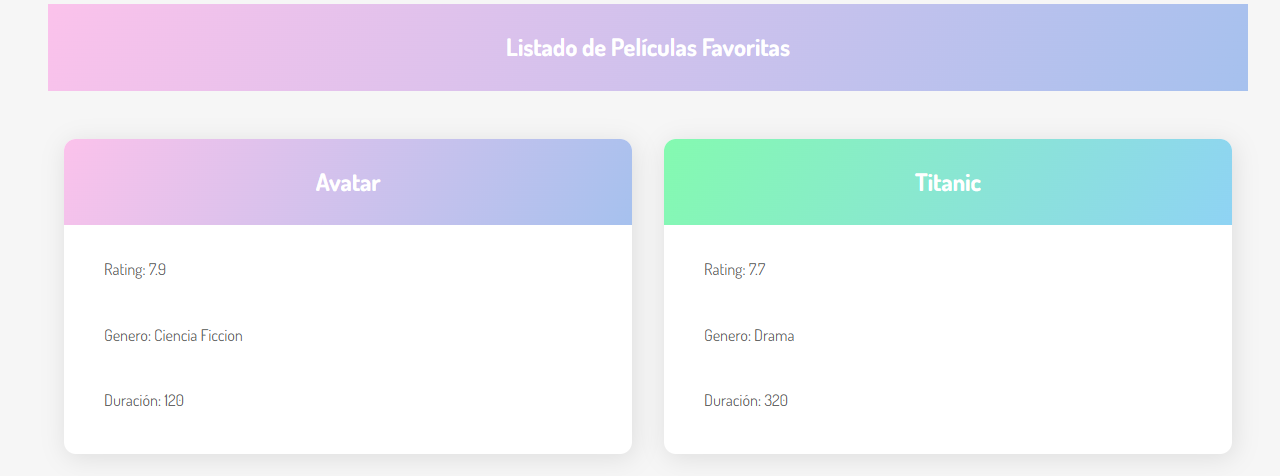 Listado de Películas Favoritas
Avatar
Rating: 7.9
Genero: Ciencia Ficcion
Duración: 120
Titanic
Rating: 7.7
Genero: Drama
Duración: 320